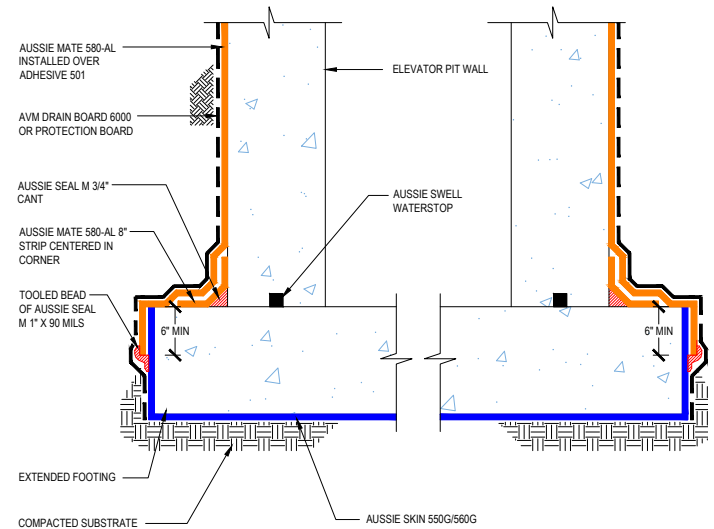 AUSSIE MATE 580-AL
INSTALLED OVER
ADHESIVE 501
AVM DRAIN BOARD 6000
OR PROTECTION BOARD
AUSSIE SEAL M 3/4"
CANT
AUSSIE MATE 580-AL 8"
STRIP CENTERED IN
CORNER
TOOLED BEAD
OF AUSSIE SEAL
M 1" X 90 MILS
EXTENDED FOOTING
COMPACTED SUBSTRATE
ELEVATOR PIT WALL
AUSSIE SWELL
WATERSTOP
6" MIN
6" MIN
AUSSIE SKIN 550G/560G